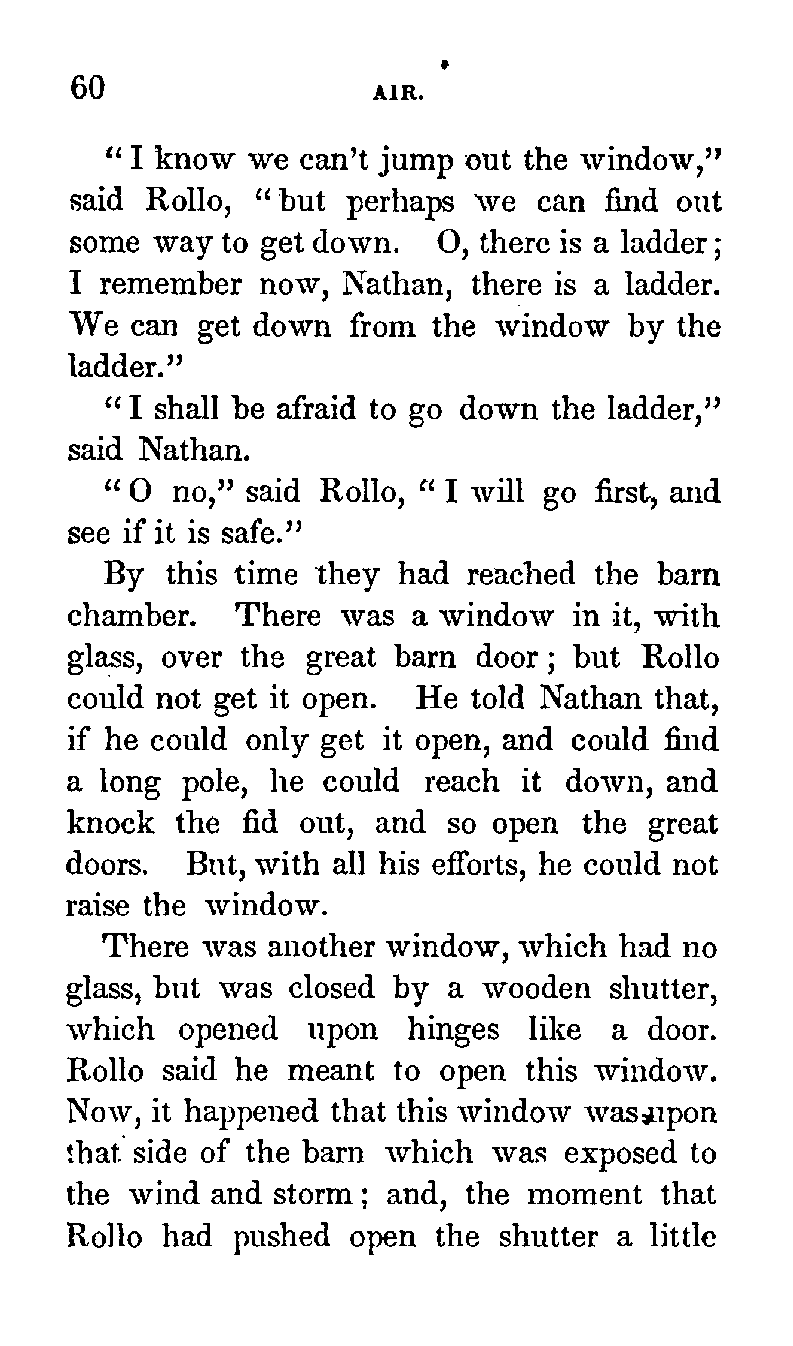 60 AIR.
“ I know we can’t jump out the window,”
said Rollo, “ but perhaps we can find out
some way to get down. O, there is a ladder ;
I remember now, Nathan, there is a ladder.
We can get down from the window by the
ladder.”
“ I shall be afraid to go down the ladder,”
said Nathan.
“ O no,” said Rollo, “ I will go first, and
see if it is safe.”
By this time they had reached the barn
chamber. There was a window in it, with
glass, over the great barn door ; but Rollo
could not get it open. He told Nathan that,
if he could only get it open, and could find
a long pole, he could reach it down, and
knock the fid out, and so open the great
doors. But, with all his efforts, he could not
raise the window.
There was another window, which had no
glass, but was closed by a wooden shutter,
which opened upon hinges like a door.
Rollo said he meant to open this window.
Now, it happened that this window was upon
that side of the barn which was exposed to
the wind and storm ; and, the moment that
Rollo had pushed open the shutter a little